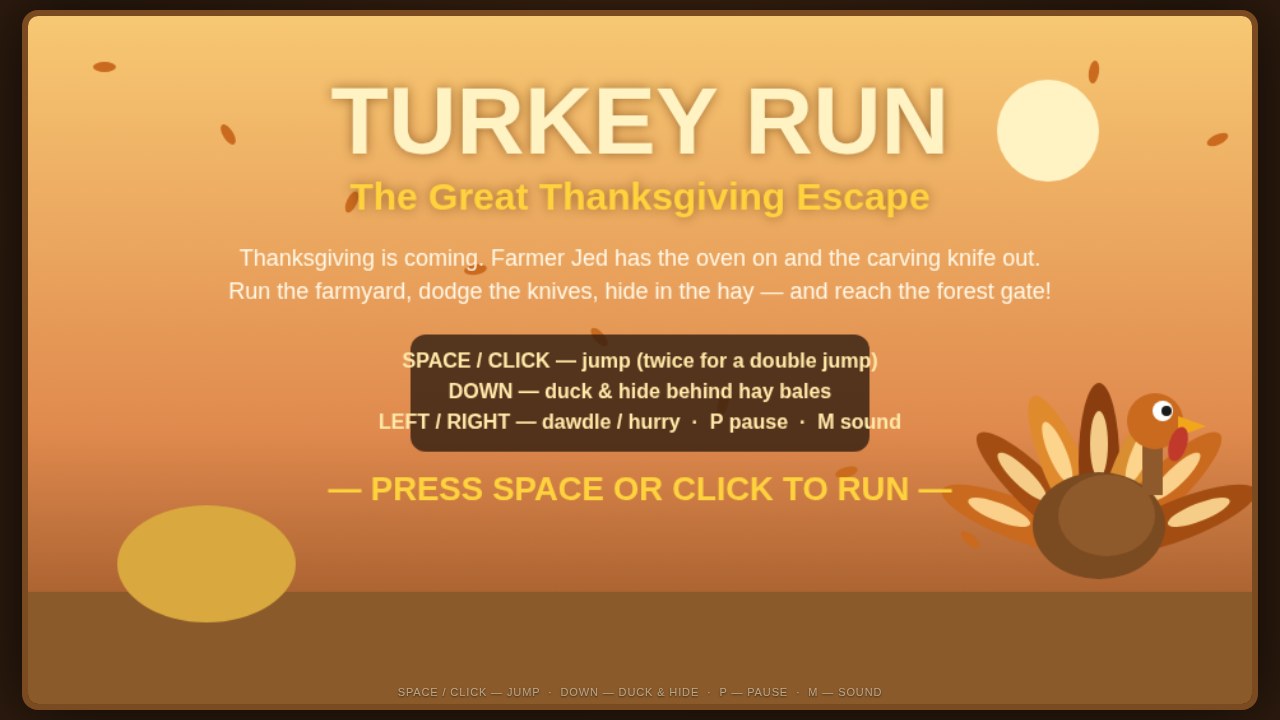 TURKEY RUN
The Great Thanksgiving Escape
Thanksgiving is coming. Farmer Jed has the oven on and the carving knife out.
Run the farmyard, dodge the knives, hide in the hay — and reach the forest gate!
SPACE / CLICK — jump (twice for a double jump)
DOWN — duck & hide behind hay bales
LEFT / RIGHT — dawdle / hurry · P pause · M sound
— PRESS SPACE OR CLICK TO RUN —
SPACE / CLICK — JUMP · DOWN — DUCK & HIDE · P — PAUSE · M — SOUND